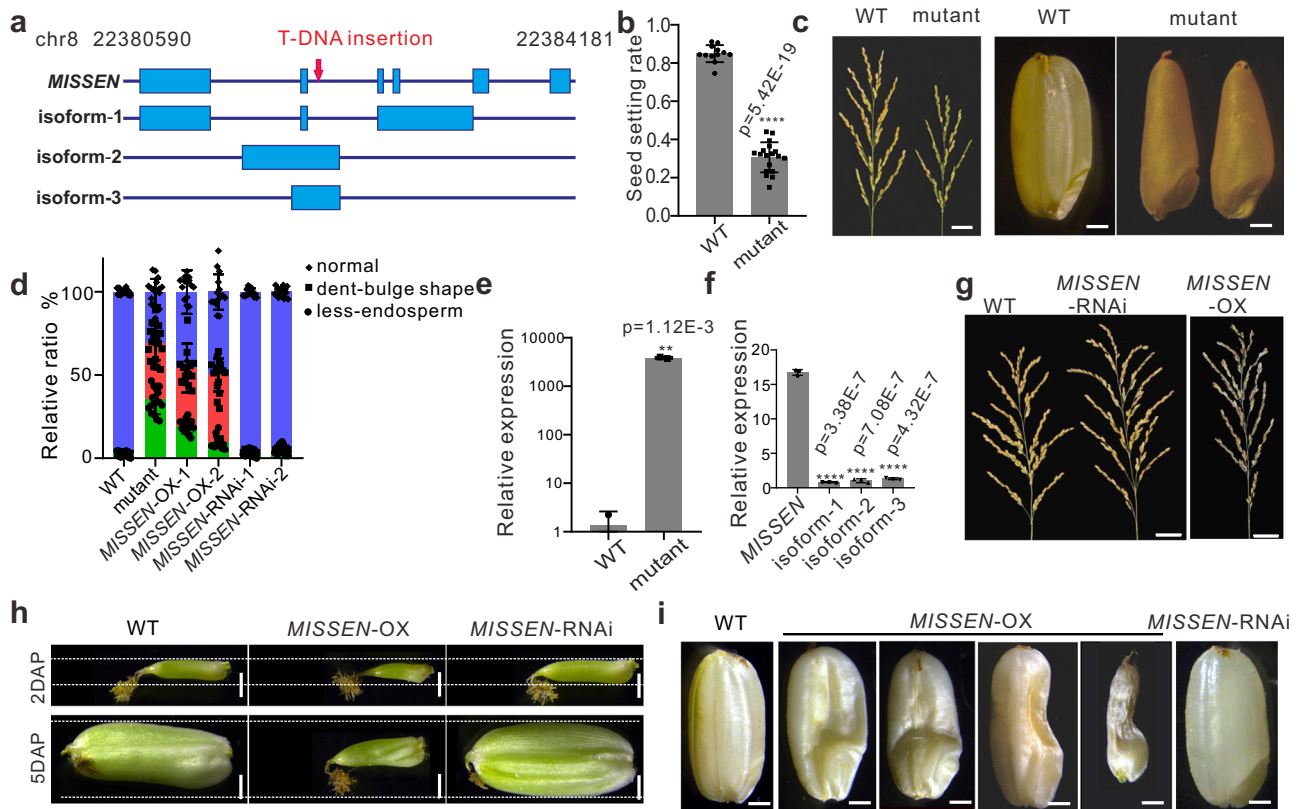 a
chr8 22380590 T-DNA insertion 22384181
MISSEN
isoform-1
isoform-2
isoform-3
b
Seed setting rate
1.0
0.8
0.6
0.4
0.2
0.0
p=5.42E-19
****
WT
mutant
c
WT mutant
WT mutant
d
Relative ratio %
100
50
0
normal
dent-bulge shape
less-endosperm
WT
mutant
MISSEN-OX-1
MISSEN-OX-2
MISSEN-RNAi-1
MISSEN-RNAi-2
e
Relative expression
10000
1000
100
10
1
p=1.12E-3
**
WT
mutant
f
Relative expression
20
15
10
5
0
p=3.38E-7
p=7.08E-7
p=4.32E-7
****
****
****
MISSEN
isoform-1
isoform-2
isoform-3
g
WT
MISSEN
-RNAi
MISSEN
-OX
h
WT MISSEN-OX MISSEN-RNAi
2DAP
5DAP
i
WT MISSEN-OX MISSEN-RNAi